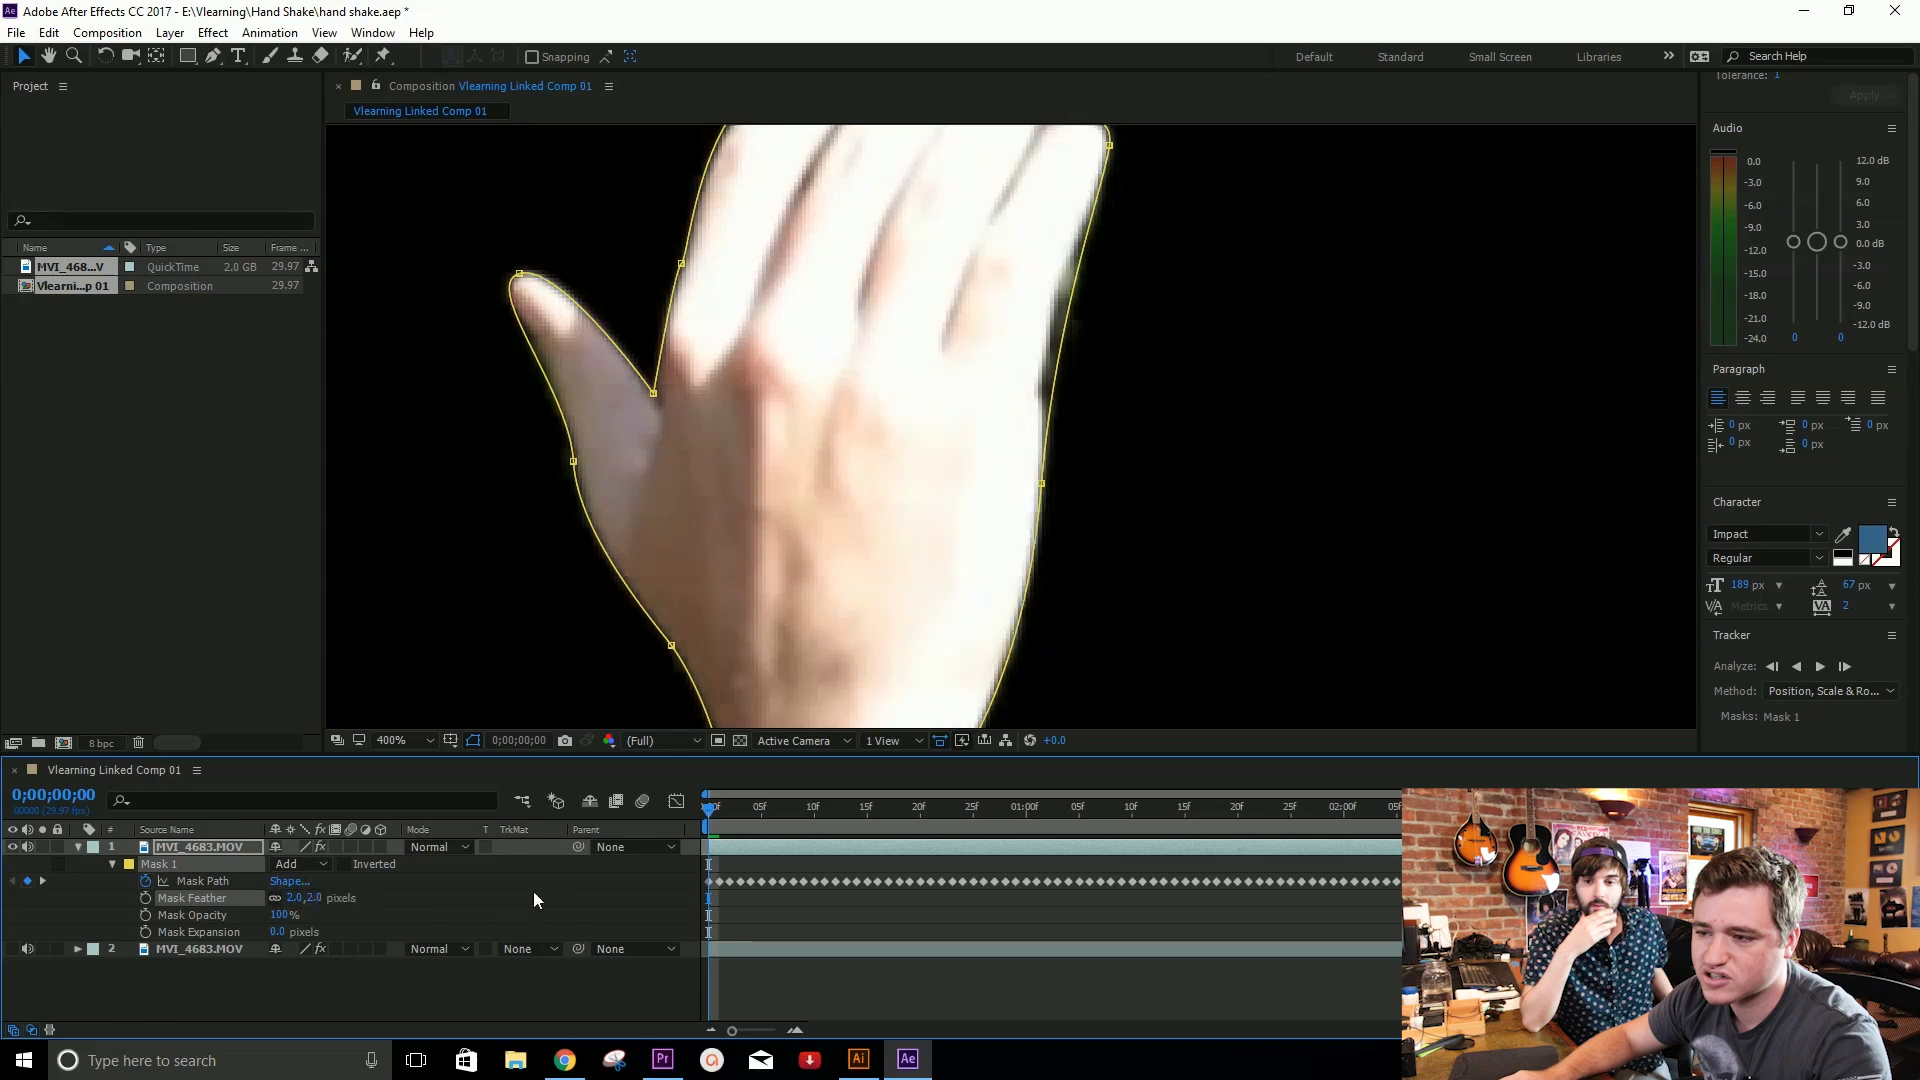 Adobe After Effects CC 2017 - E:\Vlearning\Hand Shake\hand shake.aep *
File Edit Composition Layer Effect Animation View Window Help
Snapping Default Standard Small Screen Libraries Search Help
Project
Composition Vlearning Linked Comp 01
Vlearning Linked Comp 01
Name Type Size Frame ...
MVI_468...V QuickTime 2.0 GB 29.97
Vlearni...p 01 Composition 29.97
8 bpc
400% 0;00;00;00 (Full) Active Camera 1 View +0.0
Tolerance: 1
Apply
Audio
0.0 12.0 dB
-3.0 9.0
-6.0 6.0
-9.0 3.0
-12.0 0.0 dB
-15.0 -3.0
-18.0 -6.0
-21.0 -9.0
-24.0 -12.0 dB
0 0
Paragraph
0 px 0 px 0 px
0 px 0 px
Character
Impact
Regular
189 px 67 px
Metrics 2
Tracker
Analyze:
Method: Position, Scale & Ro...
Masks: Mask 1
Vlearning Linked Comp 01
0;00;00;00
00000 (29.97 fps)
05f 10f 15f 20f 25f 01:00f 05f 10f 15f 20f 25f 02:00f
# Source Name Mode T TrkMat Parent
1 MVI_4683.MOV Normal None
Mask 1 Add Inverted
Mask Path Shape...
Mask Feather 2.0,2.0 pixels
Mask Opacity 100%
Mask Expansion 0.0 pixels
2 MVI_4683.MOV Normal None None
Type here to search
Pr
Ai
Ae